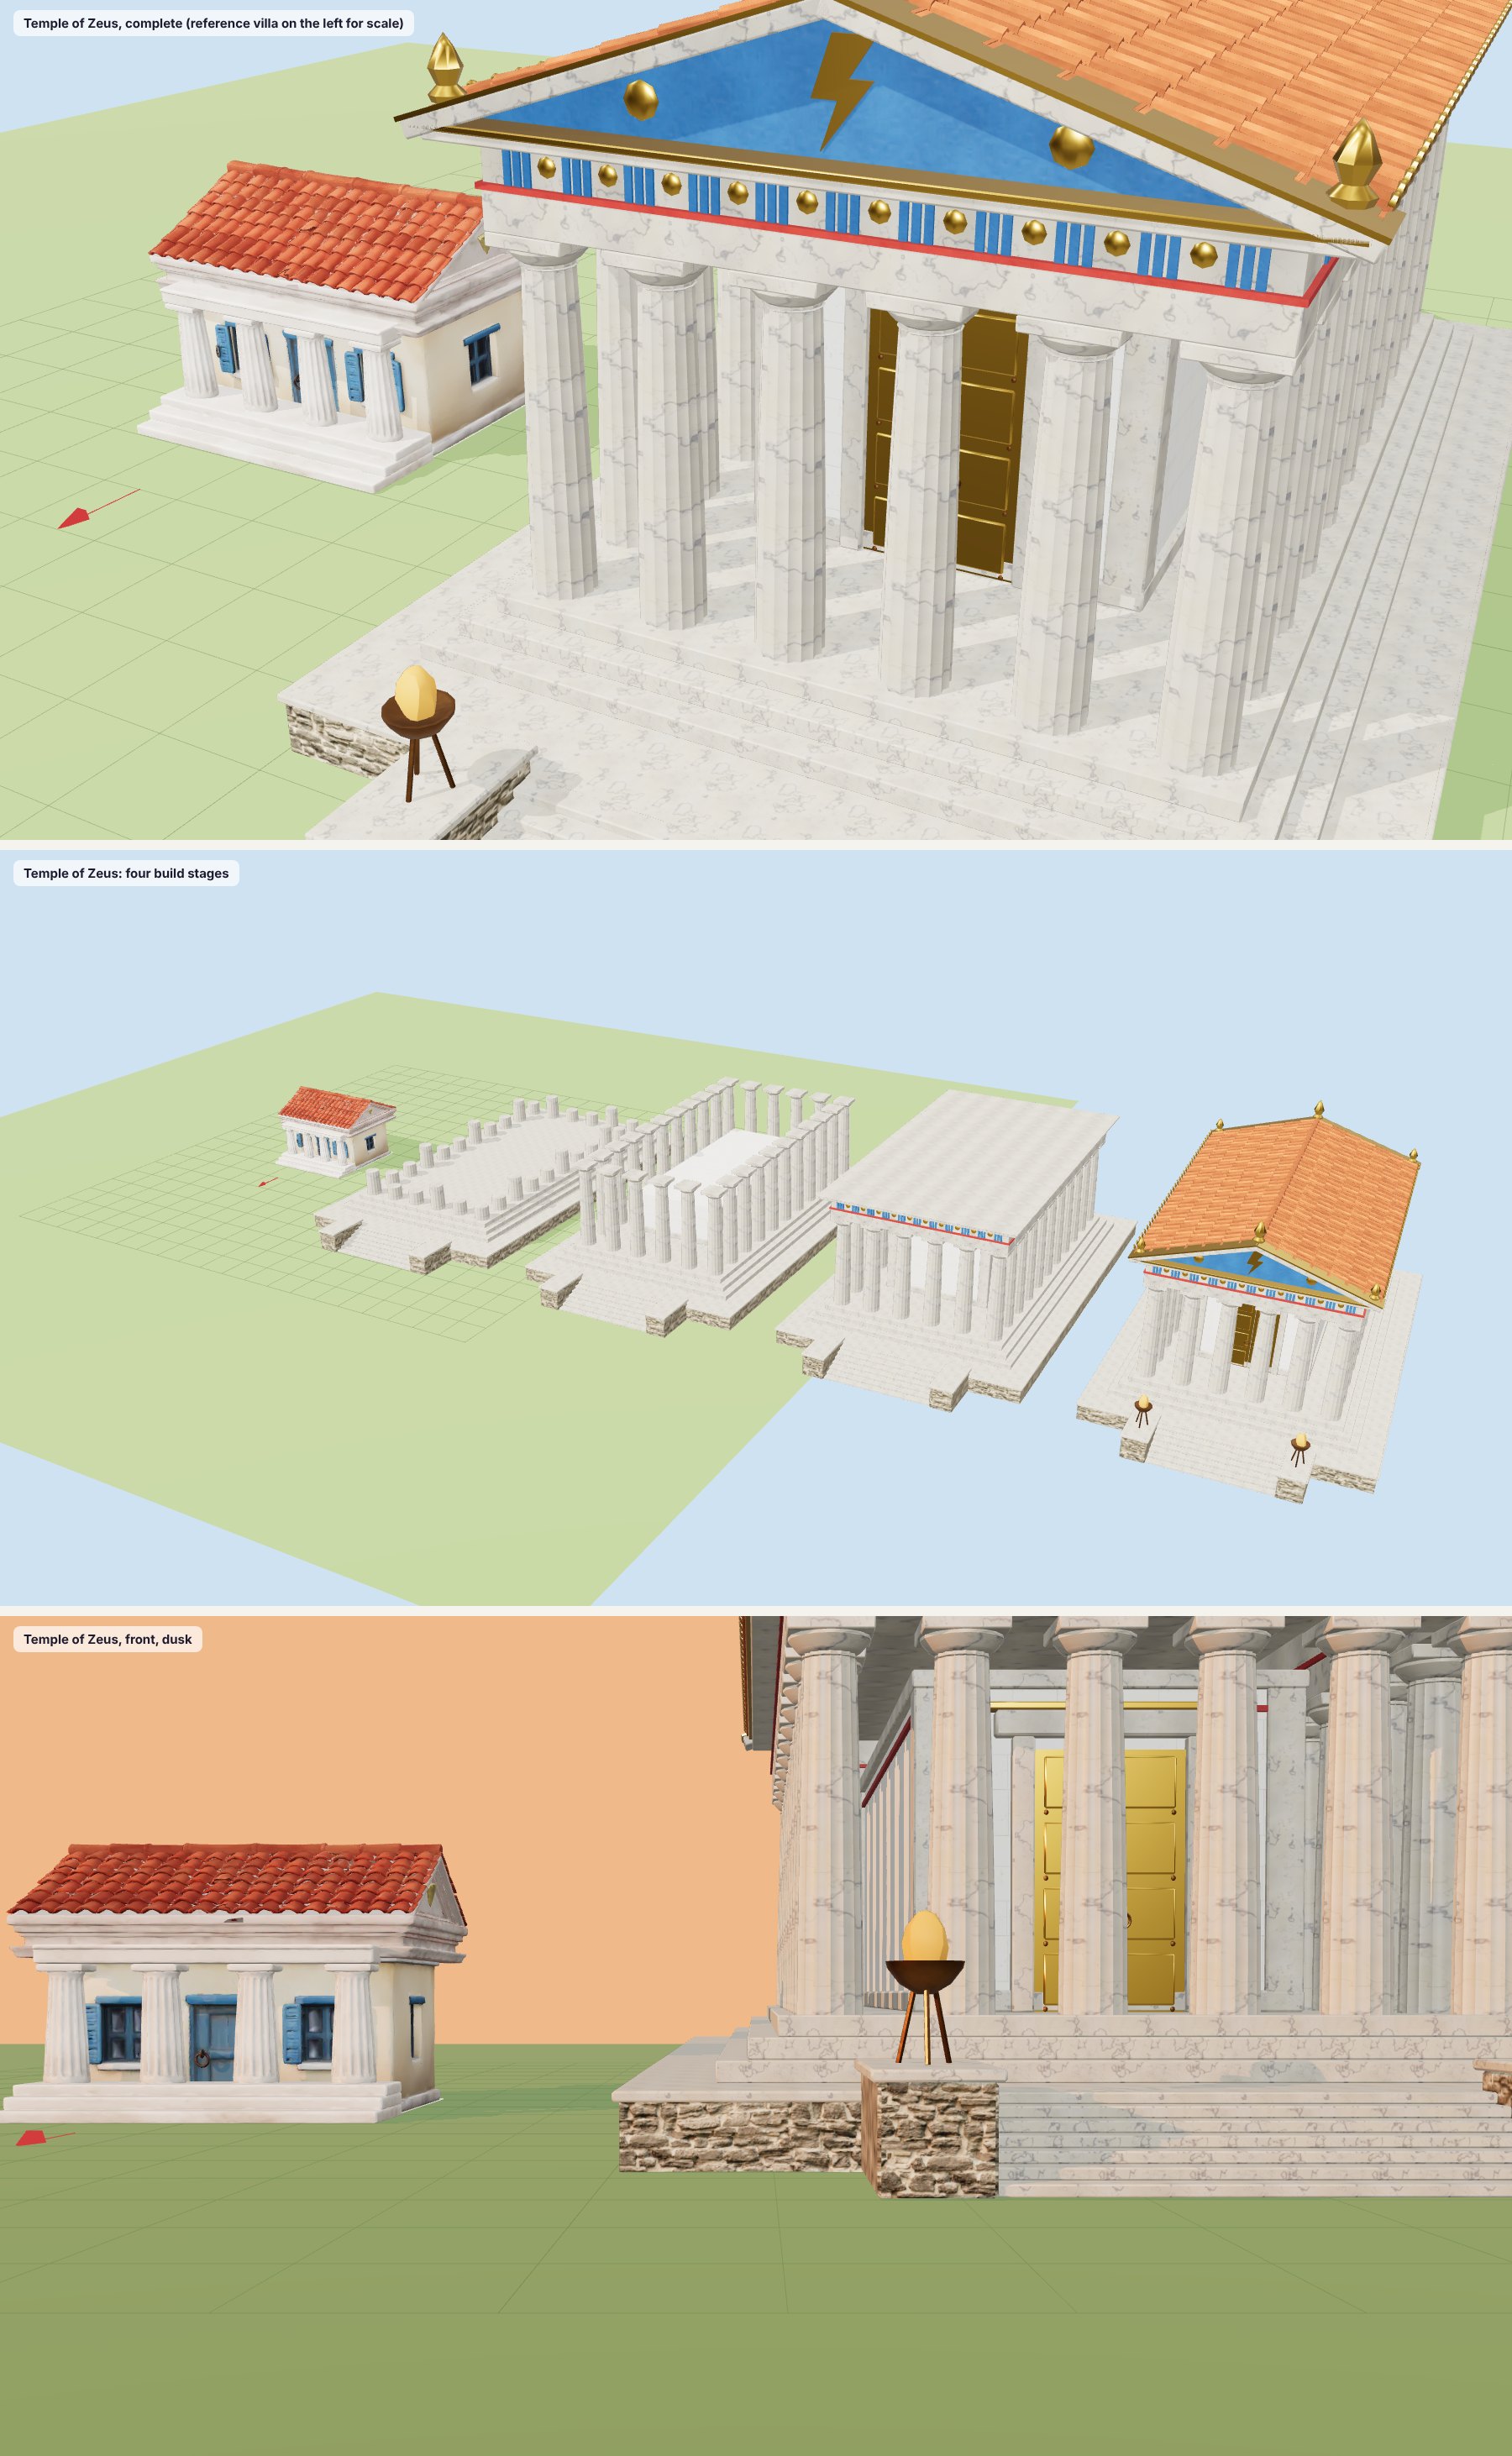 Temple of Zeus, complete (reference villa on the left for scale)
Temple of Zeus: four build stages
Temple of Zeus, front, dusk